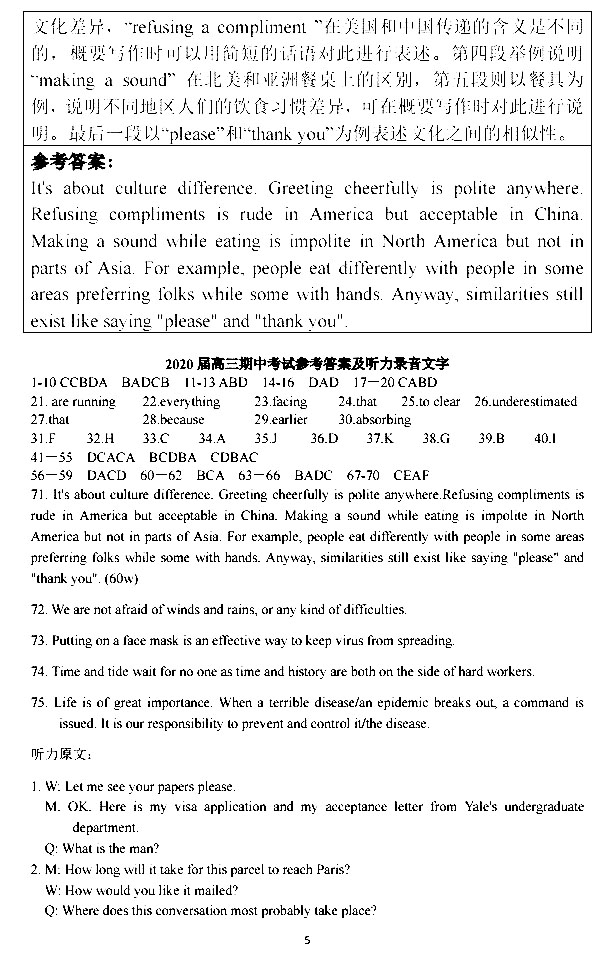 文化差异，“refusing a compliment ”在美国和中国传递的含义是不同
的，概要写作时可以用简短的话语对此进行表述。第四段举例说明
“making a sound” 在北美和亚洲餐桌上的区别，第五段则以餐具为
例，说明不同地区人们的饮食习惯差异，可在概要写作时对此进行说
明。最后一段以“please”和“thank you”为例表述文化之间的相似性。
参考答案：
It's about culture difference. Greeting cheerfully is polite anywhere.
Refusing compliments is rude in America but acceptable in China.
Making a sound while eating is impolite in North America but not in
parts of Asia. For example, people eat differently with people in some
areas preferring folks while some with hands. Anyway, similarities still
exist like saying "please" and "thank you".
2020 届高三期中考试参考答案及听力录音文字
1-10 CCBDA BADCB 11-13 ABD 14-16 DAD 17－20 CABD
21. are running 22.everything 23.facing 24.that 25.to clear 26.underestimated
27.that 28.because 29.earlier 30.absorbing
31.F 32.H 33.C 34.A 35.J 36.D 37.K 38.G 39.B 40.I
41－55 DCACA BCDBA CDBAC
56－59 DACD 60－62 BCA 63－66 BADC 67-70 CEAF
71. It's about culture difference. Greeting cheerfully is polite anywhere.Refusing compliments is
rude in America but acceptable in China. Making a sound while eating is impolite in North
America but not in parts of Asia. For example, people eat differently with people in some areas
preferring folks while some with hands. Anyway, similarities still exist like saying "please" and
"thank you". (60w)
72. We are not afraid of winds and rains, or any kind of difficulties.
73. Putting on a face mask is an effective way to keep virus from spreading.
74. Time and tide wait for no one as time and history are both on the side of hard workers.
75. Life is of great importance. When a terrible disease/an epidemic breaks out, a command is
issued. It is our responsibility to prevent and control it/the disease.
听力原文：
1. W: Let me see your papers please.
M. OK. Here is my visa application and my acceptance letter from Yale's undergraduate
department.
Q: What is the man?
2. M: How long will it take for this parcel to reach Paris?
W: How would you like it mailed?
Q: Where does this conversation most probably take place?
5